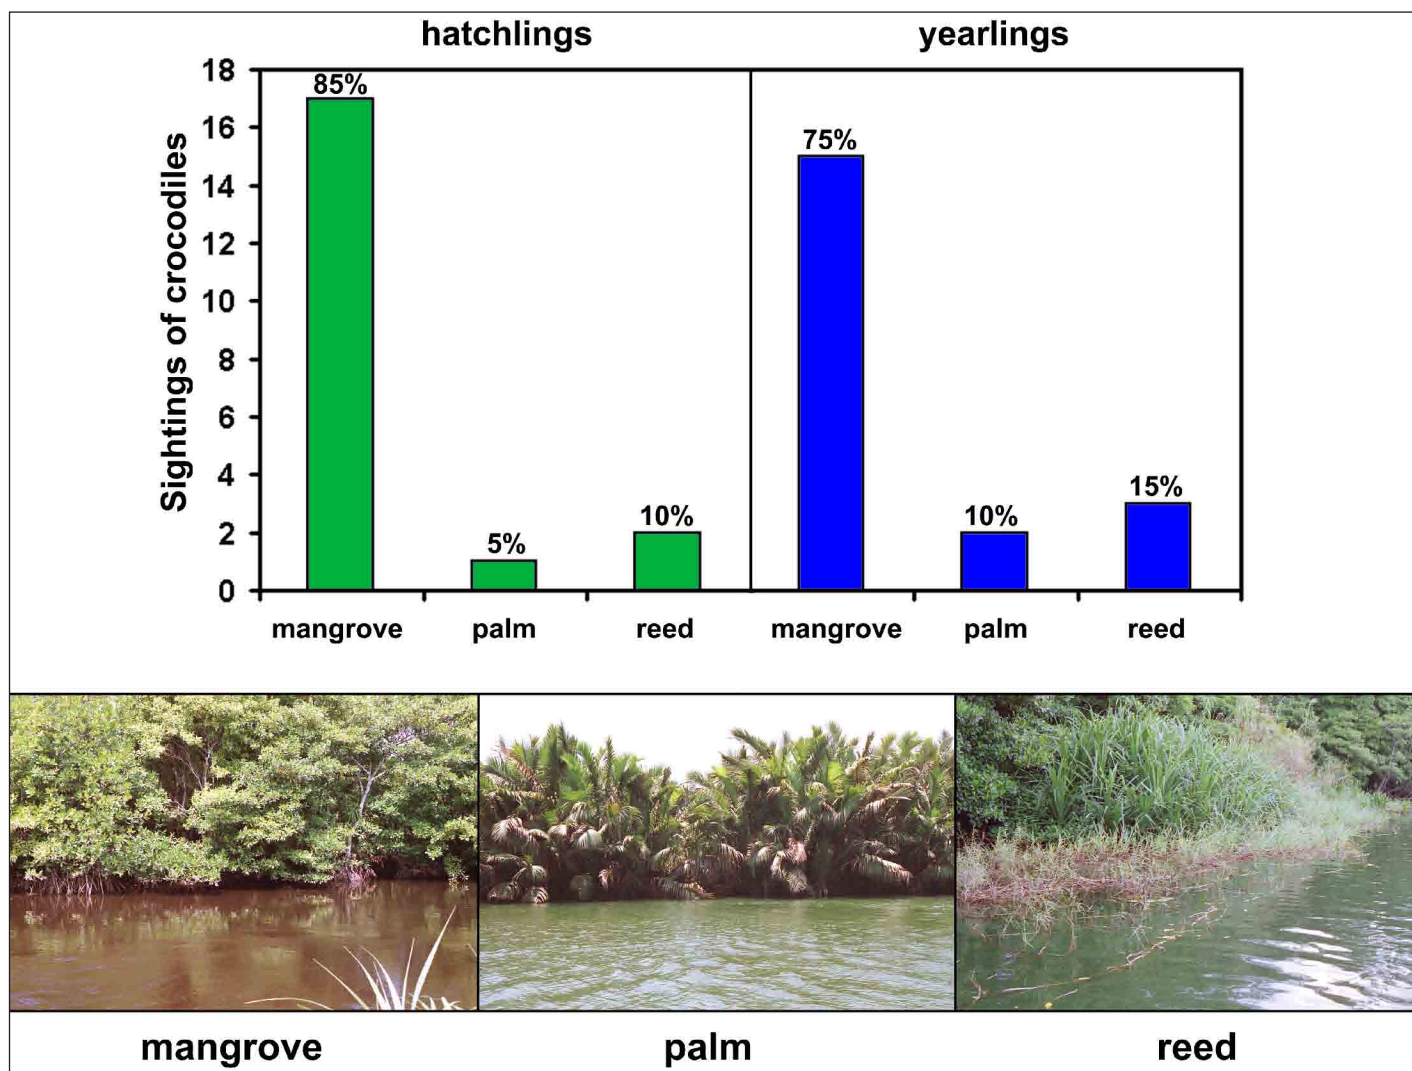 hatchlings
yearlings
Sightings of crocodiles
18
16
14
12
10
8
6
4
2
0
85%
5%
10%
75%
10%
15%
mangrove
palm
reed
mangrove
palm
reed
mangrove
palm
reed